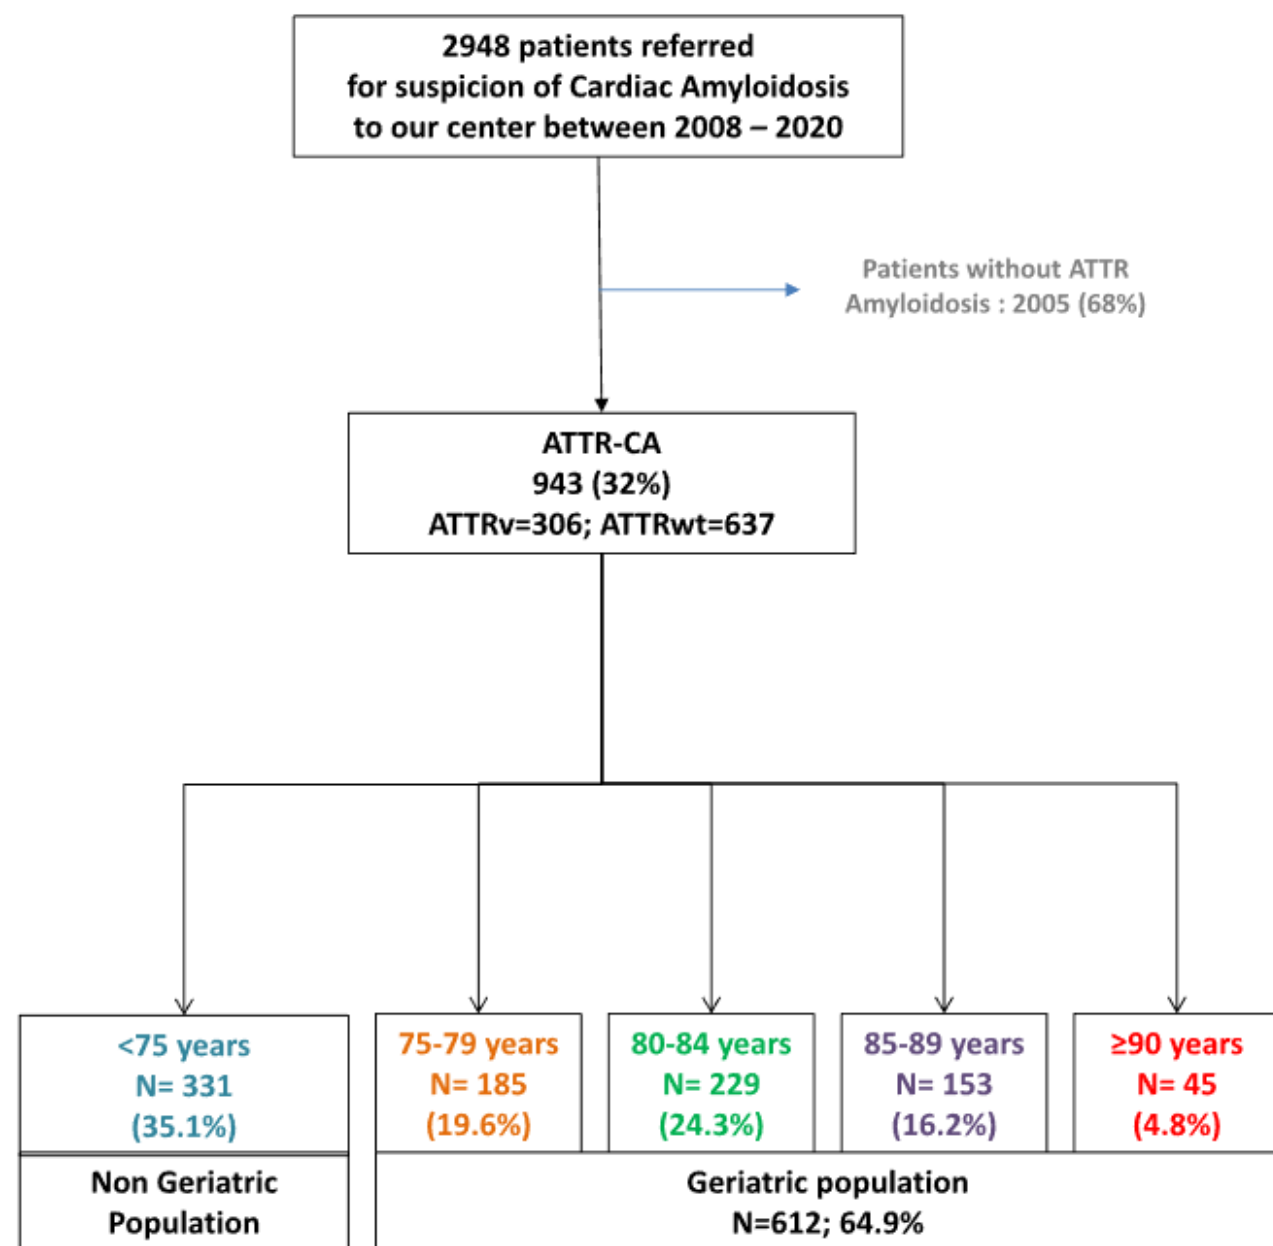 2948 patients referred
for suspicion of Cardiac Amyloidosis
to our center between 2008 – 2020
Patients without ATTR
Amyloidosis : 2005 (68%)
ATTR-CA
943 (32%)
ATTRv=306; ATTRwt=637
<75 years
N= 331
(35.1%)
Non Geriatric
Population
75-79 years
N= 185
(19.6%)
80-84 years
N= 229
(24.3%)
85-89 years
N= 153
(16.2%)
≥90 years
N= 45
(4.8%)
Geriatric population
N=612; 64.9%